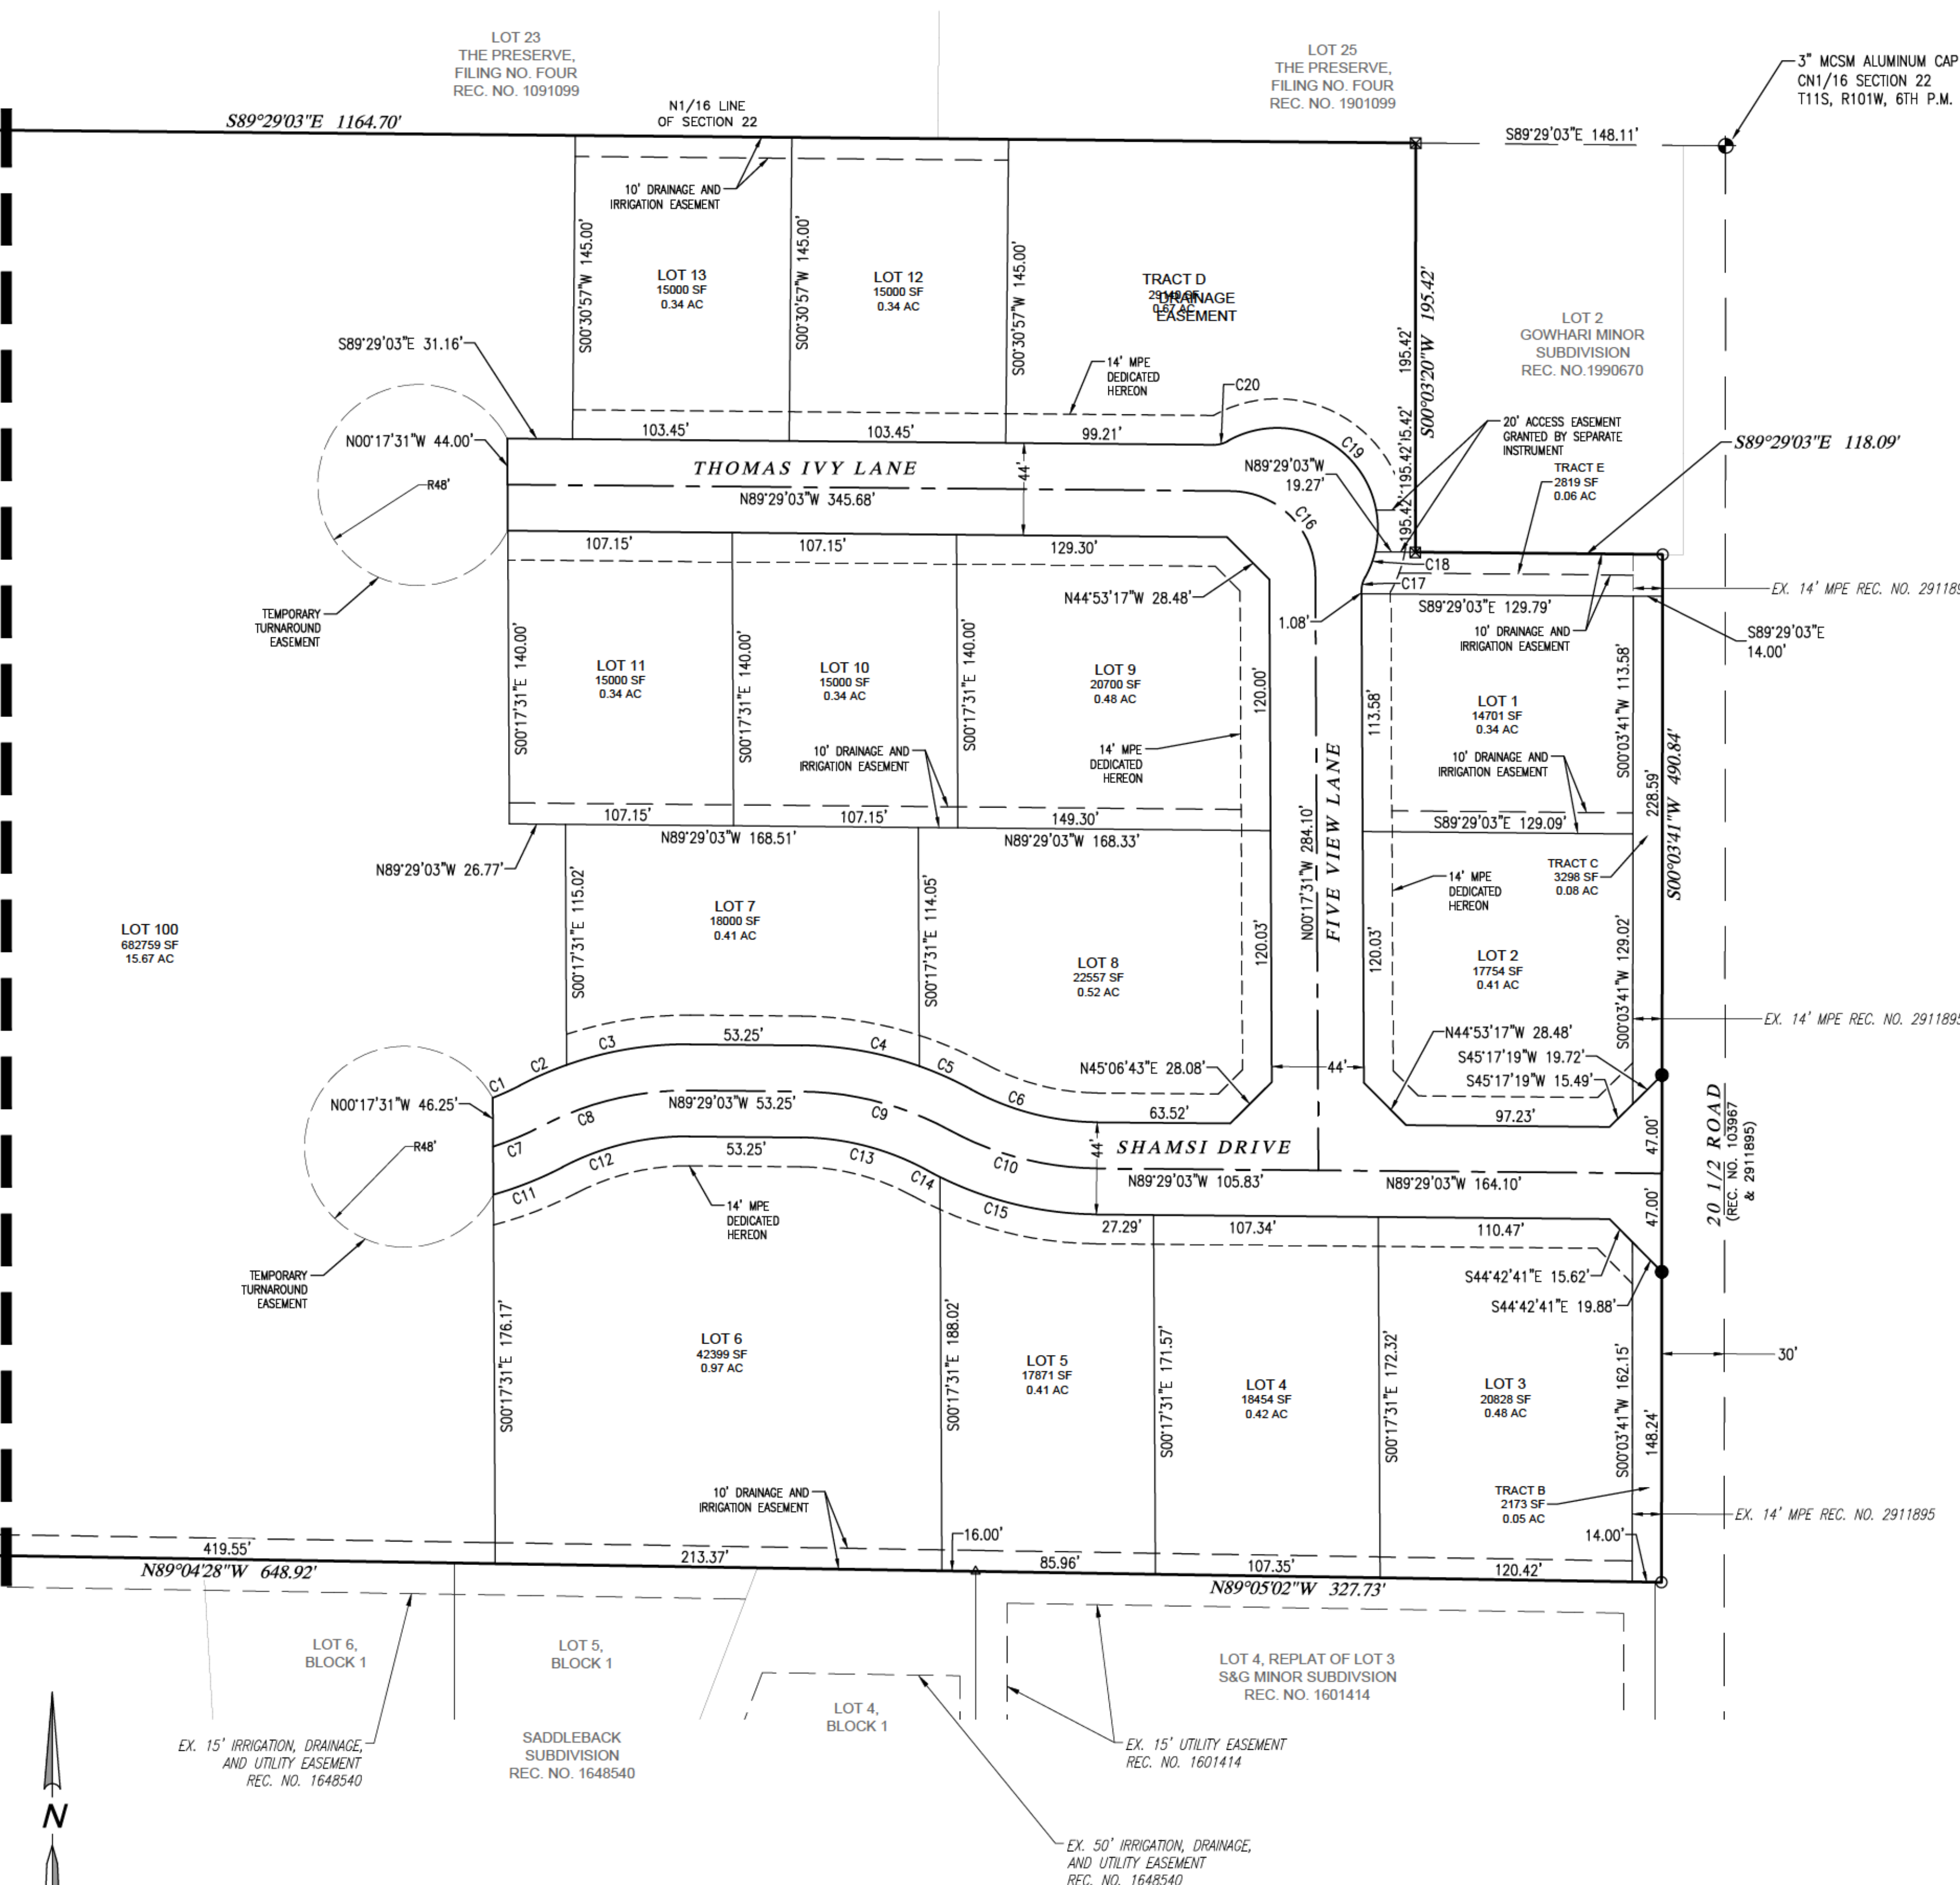 LOT 23
THE PRESERVE,
FILING NO. FOUR
REC. NO. 1091099
LOT 25
THE PRESERVE,
FILING NO. FOUR
REC. NO. 1901099
3" MCSM ALUMINUM CAP
CN1/16 SECTION 22
T11S, R101W, 6TH P.M.
S89°29'03"E 1164.70'
N1/16 LINE
OF SECTION 22
S89°29'03"E 148.11'
10' DRAINAGE AND
IRRIGATION EASEMENT
S00°30'57"W 145.00'
LOT 13
15000 SF
0.34 AC
S00°30'57"W 145.00'
LOT 12
15000 SF
0.34 AC
S00°30'57"W 145.00'
TRACT D
DRAINAGE
0.67 AC
EASEMENT
195.42'
S00°03'20"W 195.42'
LOT 2
GOWHARI MINOR
SUBDIVISION
REC. NO.1990670
S89°29'03"E 31.16'
14' MPE
DEDICATED
HEREON
C20
20' ACCESS EASEMENT
GRANTED BY SEPARATE
INSTRUMENT
S89°29'03"E 118.09'
N00°17'31"W 44.00'
103.45'
103.45'
99.21'
C19
195.42'
195.42'
15.42'
THOMAS IVY LANE
44'
N89°29'03"W
19.27'
TRACT E
2819 SF
0.06 AC
R48'
N89°29'03"W 345.68'
C16
107.15'
107.15'
129.30'
C18
C17
N44°53'17"W 28.48'
EX. 14' MPE REC. NO. 291189
TEMPORARY
TURNAROUND
EASEMENT
1.08'
S89°29'03"E 129.79'
10' DRAINAGE AND
IRRIGATION EASEMENT
S89°29'03"E
14.00'
S00°17'31"E 140.00'
LOT 11
15000 SF
0.34 AC
S00°17'31"E 140.00'
LOT 10
15000 SF
0.34 AC
S00°17'31"E 140.00'
LOT 9
20700 SF
0.48 AC
120.00'
113.58'
LOT 1
14701 SF
0.34 AC
S00°03'41"W 113.58'
10' DRAINAGE AND
IRRIGATION EASEMENT
14' MPE
DEDICATED
HEREON
10' DRAINAGE AND
IRRIGATION EASEMENT
228.59'
S00°03'41"W 490.84'
107.15'
107.15'
149.30'
S89°29'03"E 129.09'
N89°29'03"W 26.77'
N89°29'03"W 168.51'
N89°29'03"W 168.33'
N00°17'31"W 284.10'
FIVE VIEW LANE
TRACT C
3298 SF
0.08 AC
14' MPE
DEDICATED
HEREON
LOT 100
682759 SF
15.67 AC
S00°17'31"E 115.02'
LOT 7
18000 SF
0.41 AC
S00°17'31"E 114.05'
LOT 8
22557 SF
0.52 AC
120.03'
120.03'
LOT 2
17754 SF
0.41 AC
S00°03'41"W 129.02'
EX. 14' MPE REC. NO. 2911895
N44°53'17"W 28.48'
S45°17'19"W 19.72'
S45°17'19"W 15.49'
C1
C2
C3
53.25'
C4
C5
C6
N45°06'43"E 28.08'
44'
N00°17'31"W 46.25'
C7
C8
N89°29'03"W 53.25'
C9
63.52'
97.23'
47.00'
R48'
C11
C12
53.25'
C13
C10
44'
SHAMSI DRIVE
20 1/2 ROAD
(REC. NO. 103967
& 2911895)
C14
C15
N89°29'03"W 105.83'
N89°29'03"W 164.10'
47.00'
14' MPE
DEDICATED
HEREON
27.29'
107.34'
110.47'
TEMPORARY
TURNAROUND
EASEMENT
S44°42'41"E 15.62'
S44°42'41"E 19.88'
S00°17'31"E 176.17'
LOT 6
42399 SF
0.97 AC
S00°17'31"E 188.02'
LOT 5
17871 SF
0.41 AC
S00°17'31"E 171.57'
LOT 4
18454 SF
0.42 AC
S00°17'31"E 172.32'
LOT 3
20828 SF
0.48 AC
S00°03'41"W 162.15'
148.24'
30'
10' DRAINAGE AND
IRRIGATION EASEMENT
TRACT B
2173 SF
0.05 AC
EX. 14' MPE REC. NO. 2911895
16.00'
14.00'
419.55'
213.37'
85.96'
107.35'
120.42'
N89°04'28"W 648.92'
N89°05'02"W 327.73'
LOT 6,
BLOCK 1
LOT 5,
BLOCK 1
LOT 4,
BLOCK 1
LOT 4, REPLAT OF LOT 3
S&G MINOR SUBDIVSION
REC. NO. 1601414
EX. 15' IRRIGATION, DRAINAGE,
AND UTILITY EASEMENT
REC. NO. 1648540
SADDLEBACK
SUBDIVISION
REC. NO. 1648540
EX. 15' UTILITY EASEMENT
REC. NO. 1601414
N
EX. 50' IRRIGATION, DRAINAGE,
AND UTILITY EASEMENT
REC. NO. 1648540